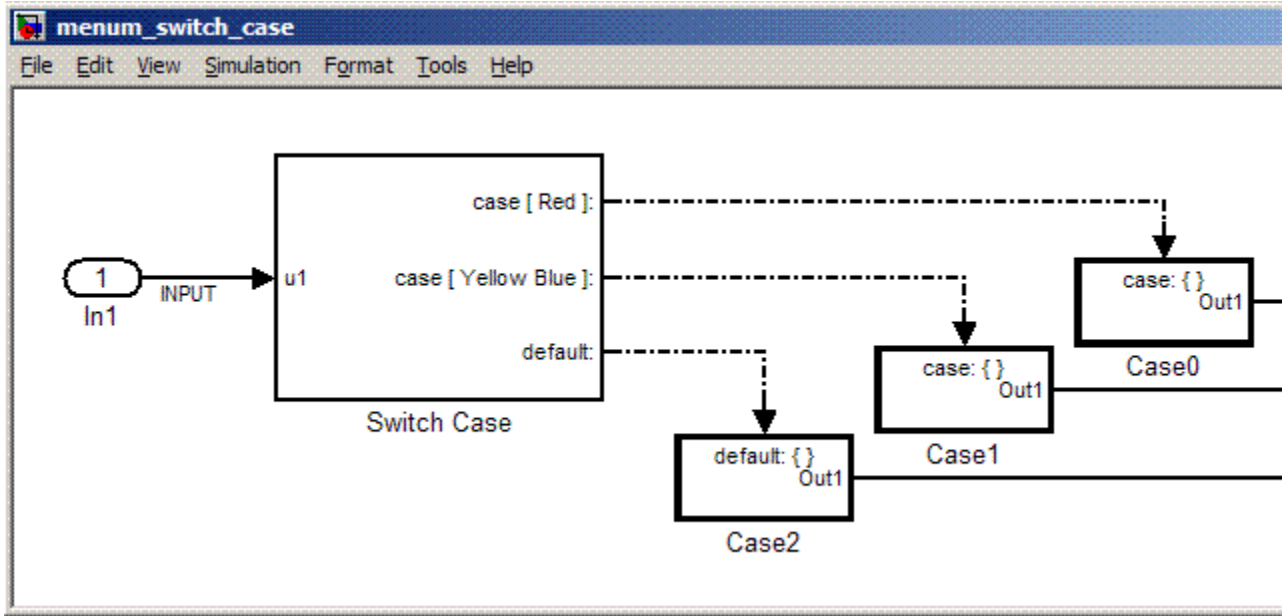 menum_switch_case
File Edit View Simulation Format Tools Help
case [ Red ]:
1
u1
case [ Yellow Blue ]:
INPUT
In1
case: { }
Out1
default:
case: { }
Case0
Out1
Switch Case
default: { }
Case1
Out1
Case2